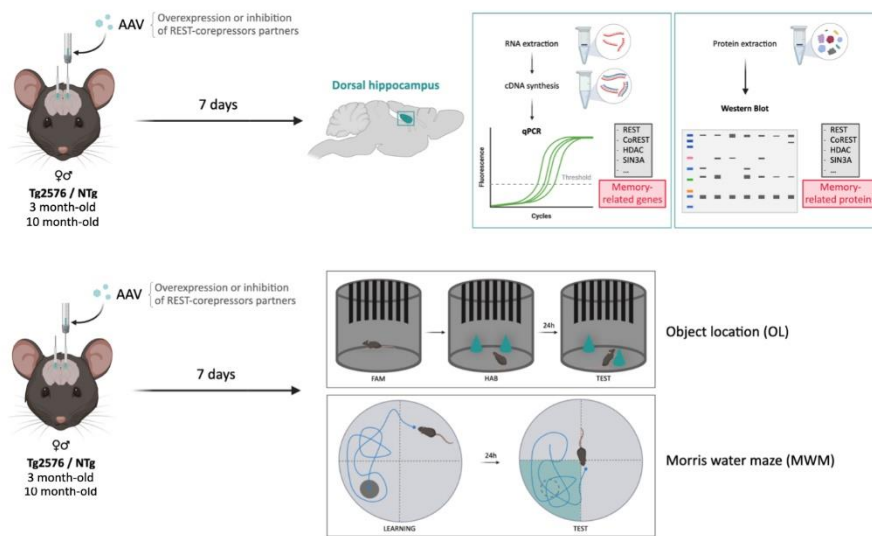 AAV
Overexpression or inhibition
of REST-corepressors partners
7 days
♀♂
Tg2576 / NTg
3 month-old
10 month-old
Dorsal hippocampus
RNA extraction
cDNA synthesis
qPCR
Fluorescence
Threshold
Cycles
- REST
- CoREST
- HDAC
- SIN3A
- ...
Memory-
related genes
Protein extraction
Western Blot
- REST
- CoREST
- HDAC
- SIN3A
- ...
Memory-
related protein
AAV
Overexpression or inhibition
of REST-corepressors partners
7 days
♀♂
Tg2576 / NTg
3 month-old
10 month-old
24h
FAM
HAB
TEST
Object location (OL)
24h
LEARNING
TEST
Morris water maze (MWM)